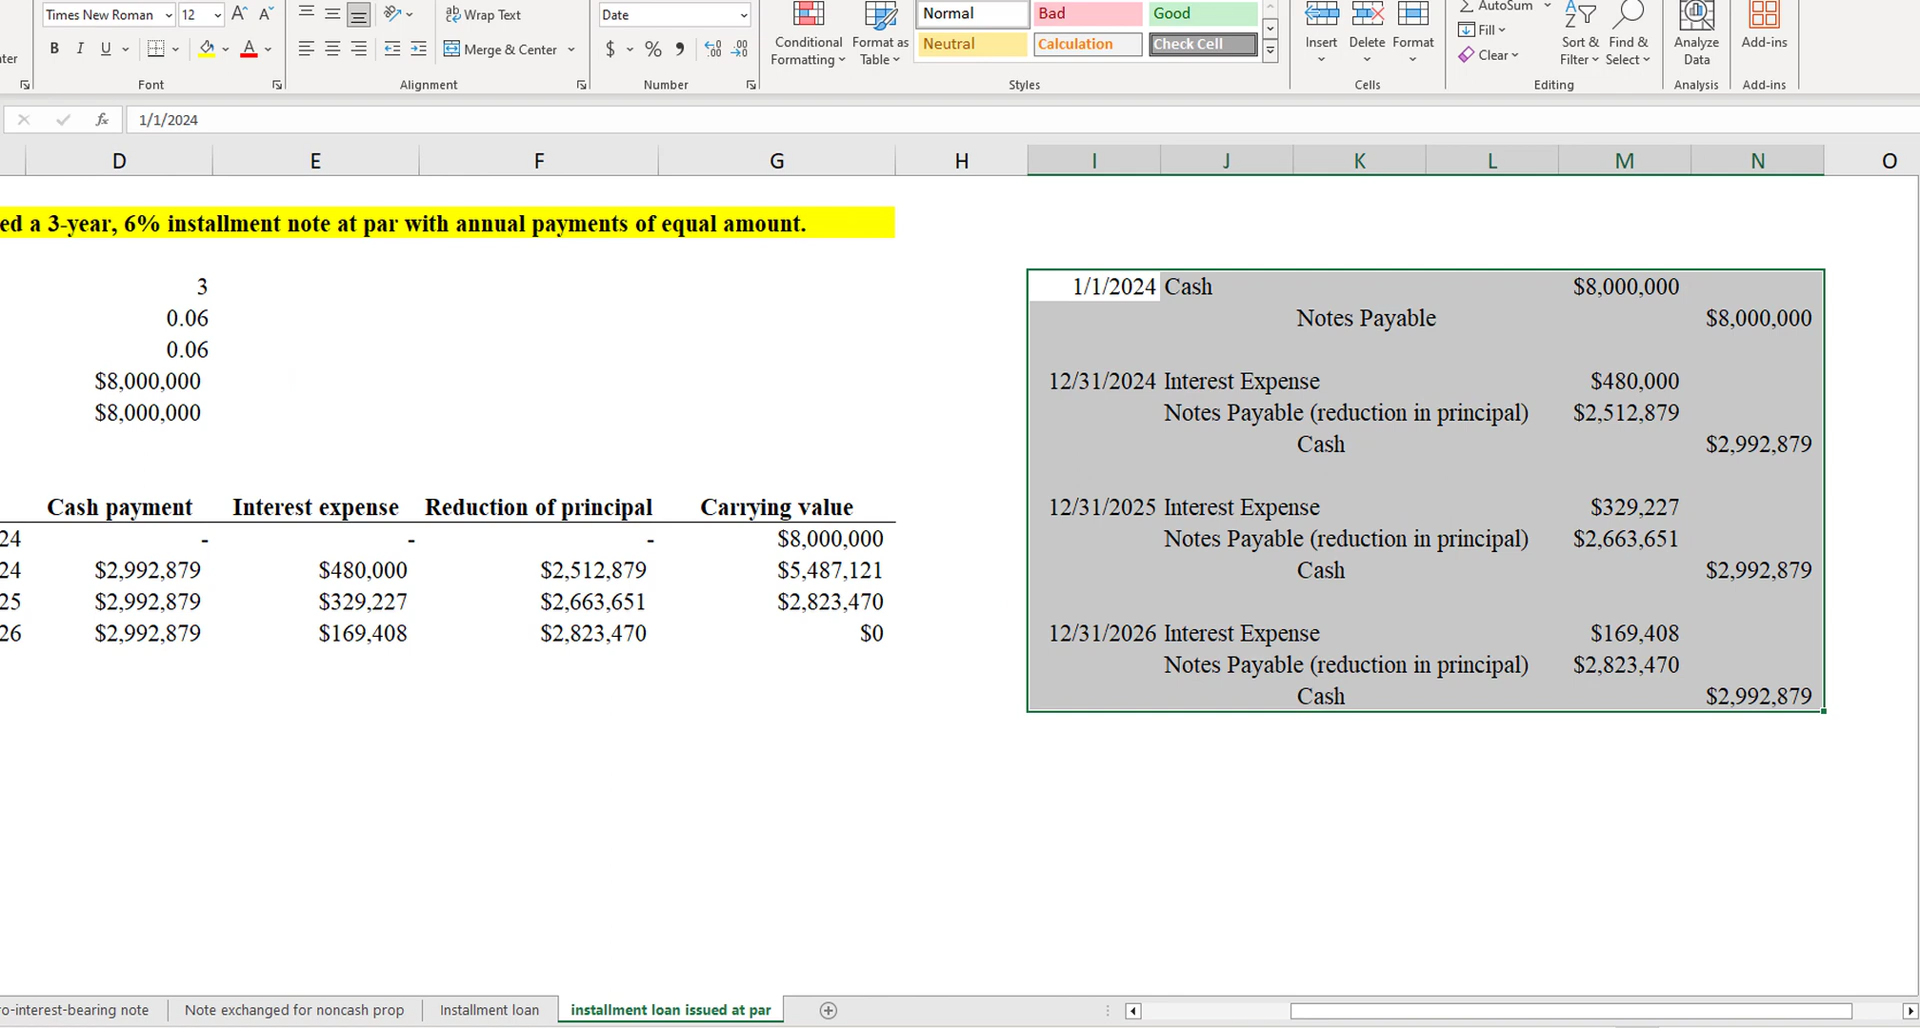 Times New Roman 12 A A Wrap Text Date Normal Bad Good AutoSum
B I U A Merge & Center $ % Conditional Formatting Format as Table Neutral Calculation Check Cell Insert Delete Format Fill Clear Sort & Filter Find & Select Analyze Data Add-ins
Font Alignment Number Styles Cells Editing Analysis Add-ins
fx 1/1/2024
D E F G H I J K L M N O
ed a 3-year, 6% installment note at par with annual payments of equal amount.
3 1/1/2024 Cash $8,000,000
0.06 Notes Payable $8,000,000
0.06
$8,000,000 12/31/2024 Interest Expense $480,000
$8,000,000 Notes Payable (reduction in principal) $2,512,879
Cash $2,992,879
Cash payment Interest expense Reduction of principal Carrying value 12/31/2025 Interest Expense $329,227
24 - - - $8,000,000 Notes Payable (reduction in principal) $2,663,651
24 $2,992,879 $480,000 $2,512,879 $5,487,121 Cash $2,992,879
25 $2,992,879 $329,227 $2,663,651 $2,823,470
26 $2,992,879 $169,408 $2,823,470 $0 12/31/2026 Interest Expense $169,408
Notes Payable (reduction in principal) $2,823,470
Cash $2,992,879
ro-interest-bearing note Note exchanged for noncash prop Installment loan installment loan issued at par